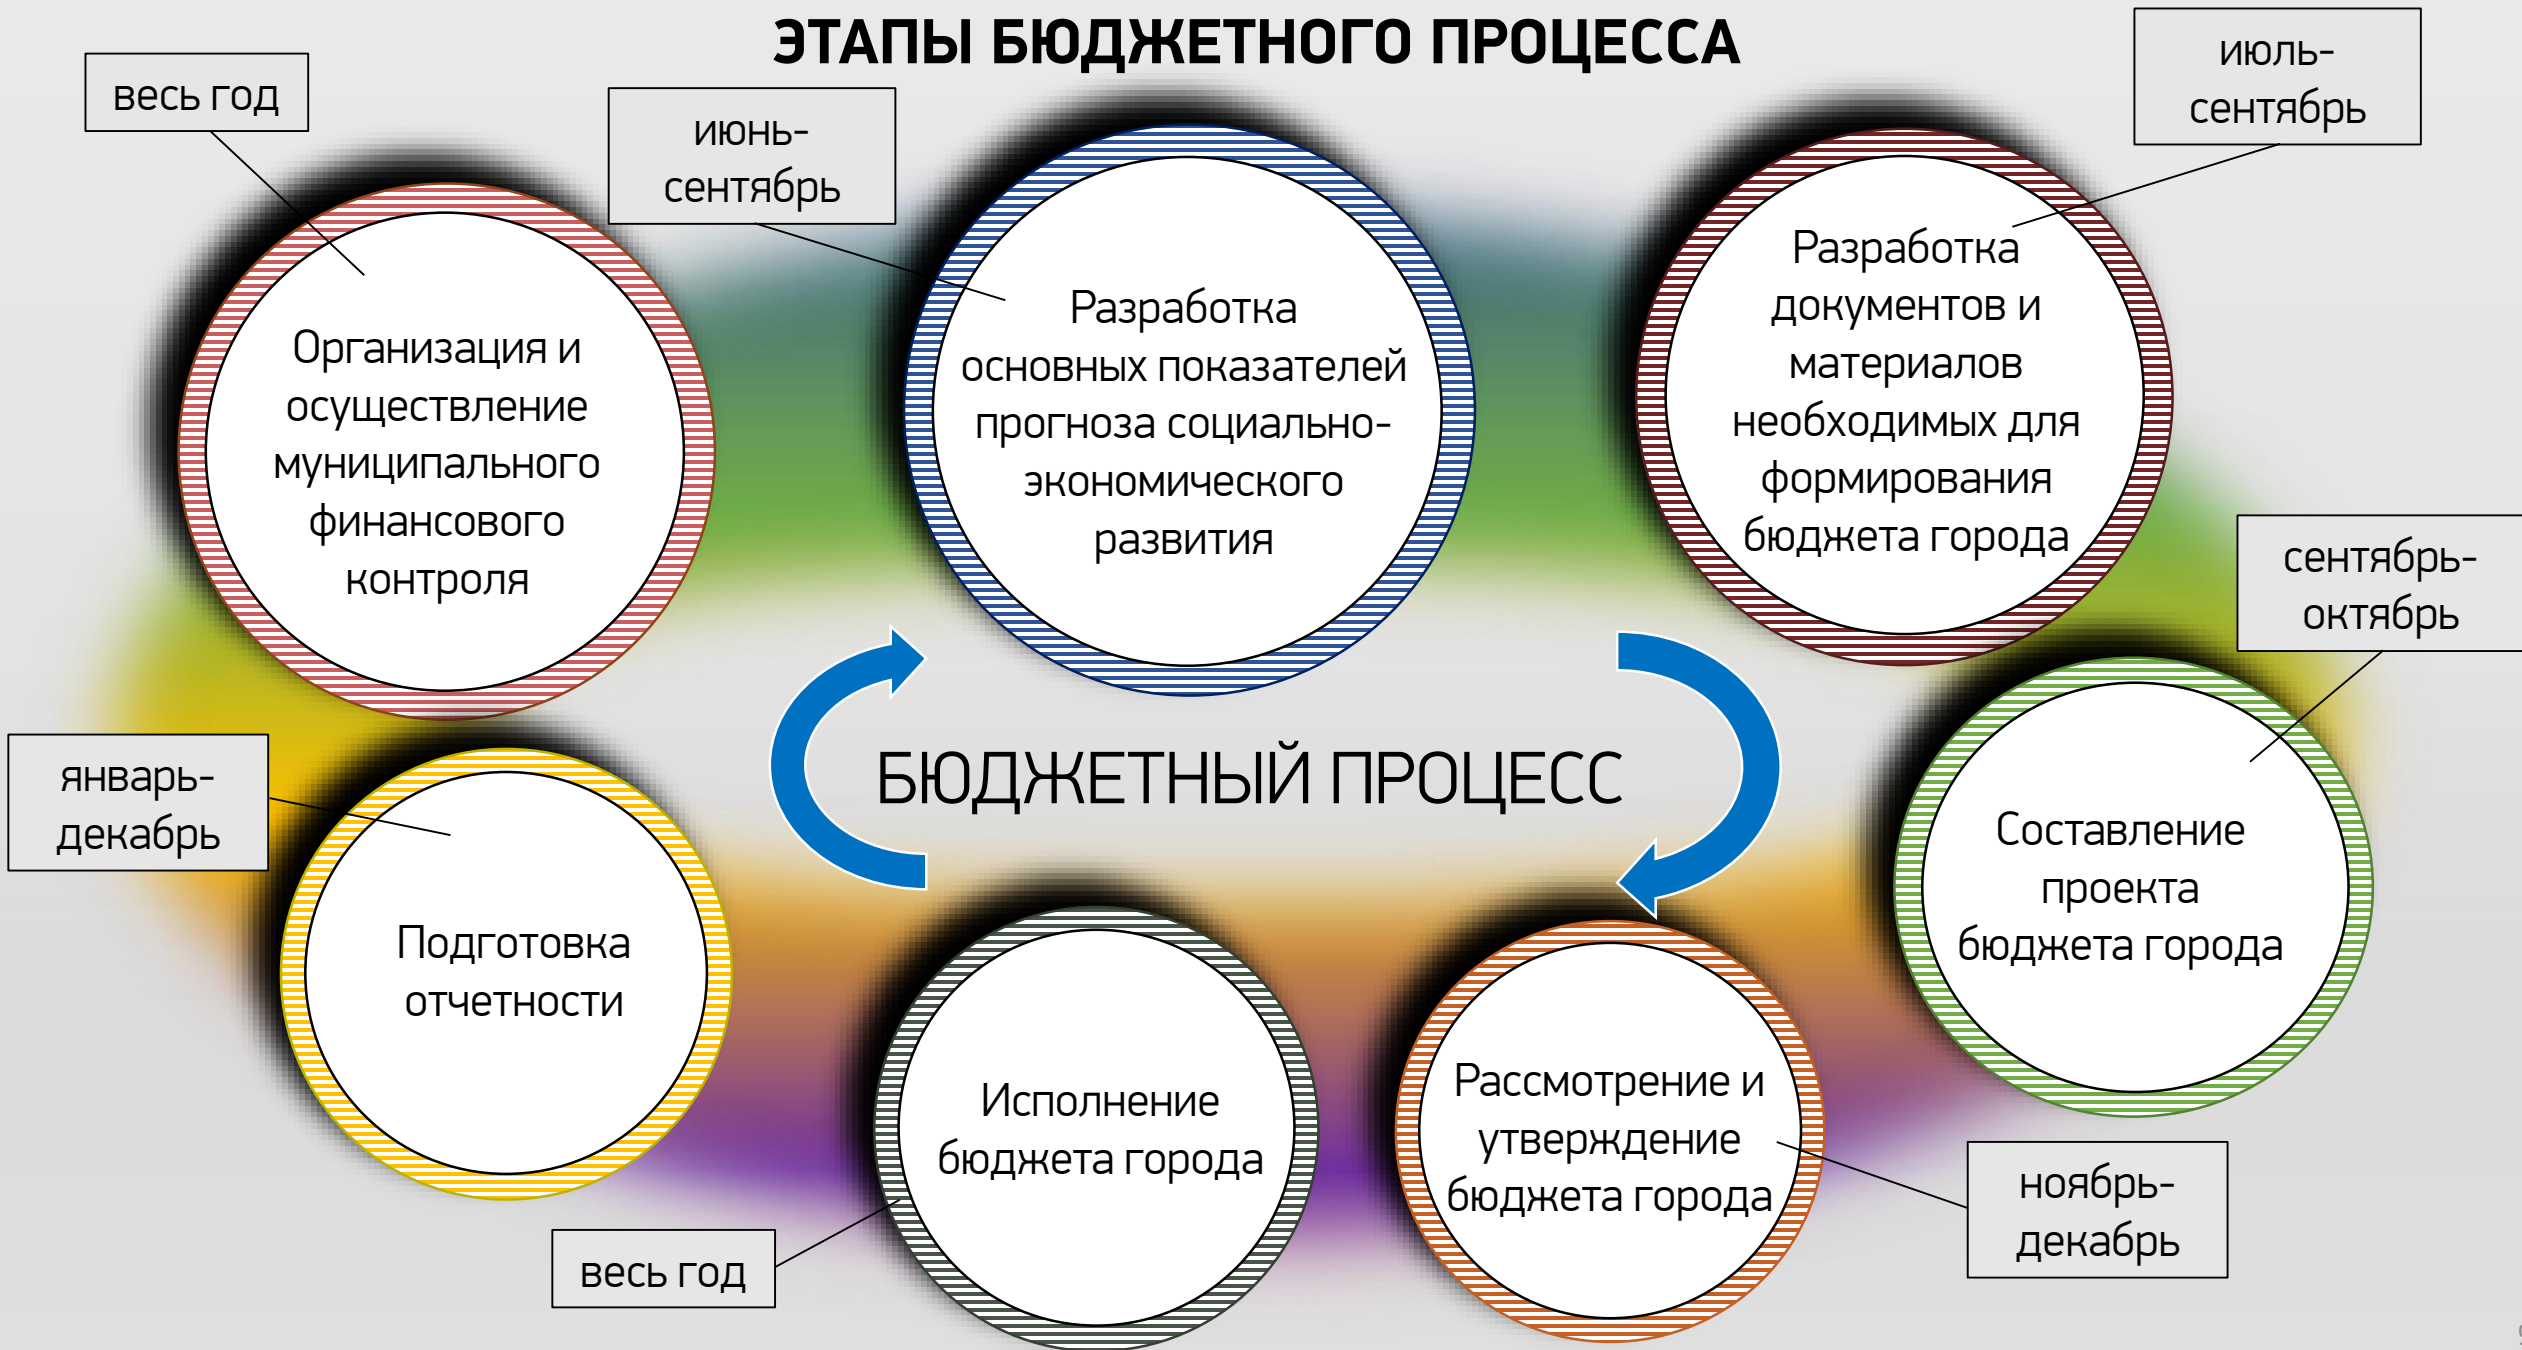 ЭТАПЫ БЮДЖЕТНОГО ПРОЦЕССА
весь год
Организация и
осуществление
муниципального
финансового
контроля
июнь-
сентябрь
Разработка
основных показателей
прогноза социально-
экономического
развития
июль-
сентябрь
Разработка
документов и
материалов
необходимых для
формирования
бюджета города
сентябрь-
октябрь
Составление
проекта
бюджета города
БЮДЖЕТНЫЙ ПРОЦЕСС
январь-
декабрь
Подготовка
отчетности
весь год
Исполнение
бюджета города
Рассмотрение и
утверждение
бюджета города
ноябрь-
декабрь